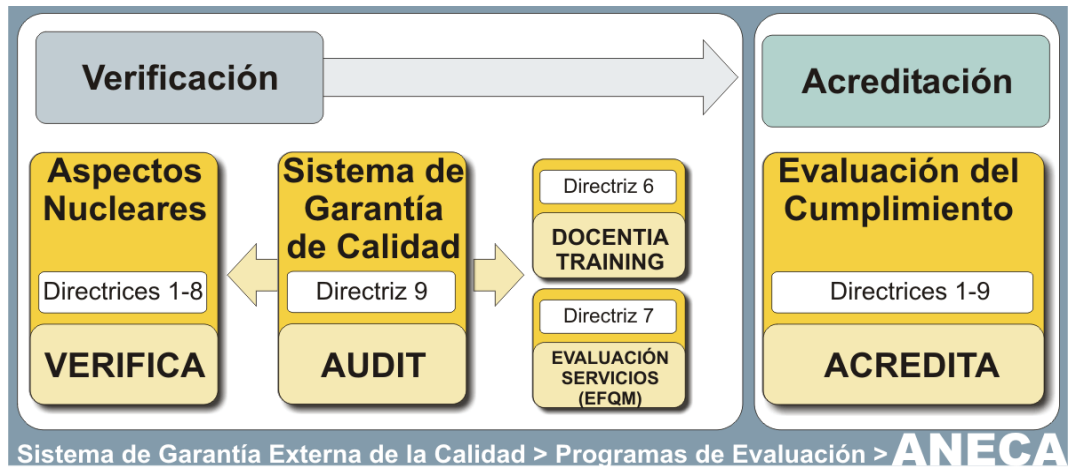 Verificación
Acreditación
Aspectos
Nucleares
Directrices 1-8
VERIFICA
Sistema de
Garantía
de Calidad
Directriz 9
AUDIT
Directriz 6
DOCENTIA
TRAINING
Directriz 7
EVALUACIÓN
SERVICIOS
(EFQM)
Evaluación del
Cumplimiento
Directrices 1-9
ACREDITA
Sistema de Garantía Externa de la Calidad > Programas de Evaluación > ANECA